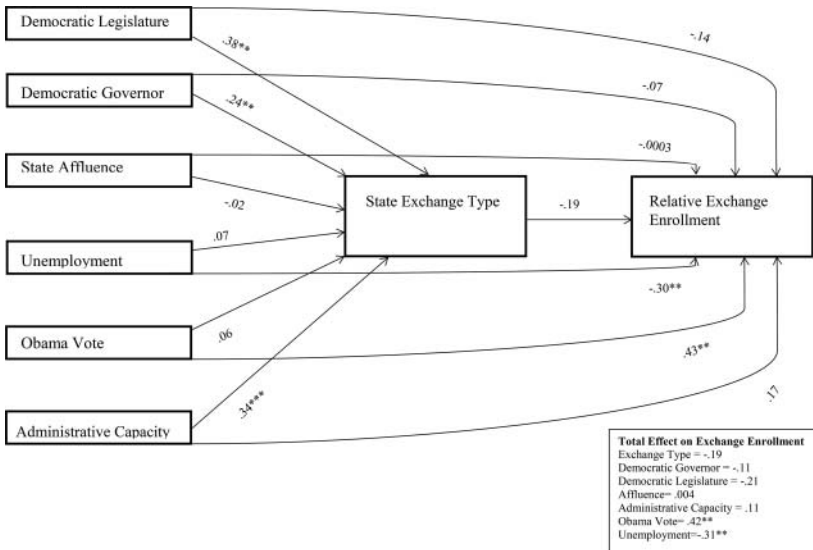 Democratic Legislature
-.14
.38**
Democratic Governor
-.07
.24**
-.0003
State Affluence
State Exchange Type
Relative Exchange
Enrollment
-.02
-.19
.07
Unemployment
-.30**
Obama Vote
.06
.43**
.34***
.17
Administrative Capacity
Total Effect on Exchange Enrollment
Exchange Type = -.19
Democratic Governor = -.11
Democratic Legislature = -.21
Affluence= .004
Administrative Capacity = .11
Obama Vote= .42**
Unemployment=-.31**